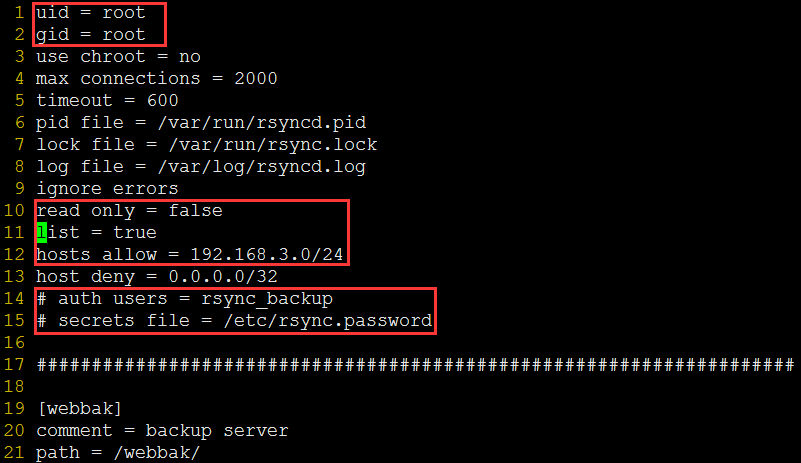 1 uid = root
2 gid = root
3 use chroot = no
4 max connections = 2000
5 timeout = 600
6 pid file = /var/run/rsyncd.pid
7 lock file = /var/run/rsync.lock
8 log file = /var/log/rsyncd.log
9 ignore errors
10 read only = false
11 list = true
12 hosts allow = 192.168.3.0/24
13 host deny = 0.0.0.0/32
14 # auth users = rsync_backup
15 # secrets file = /etc/rsync.password
16
17 #####################################################################
18
19 [webbak]
20 comment = backup server
21 path = /webbak/